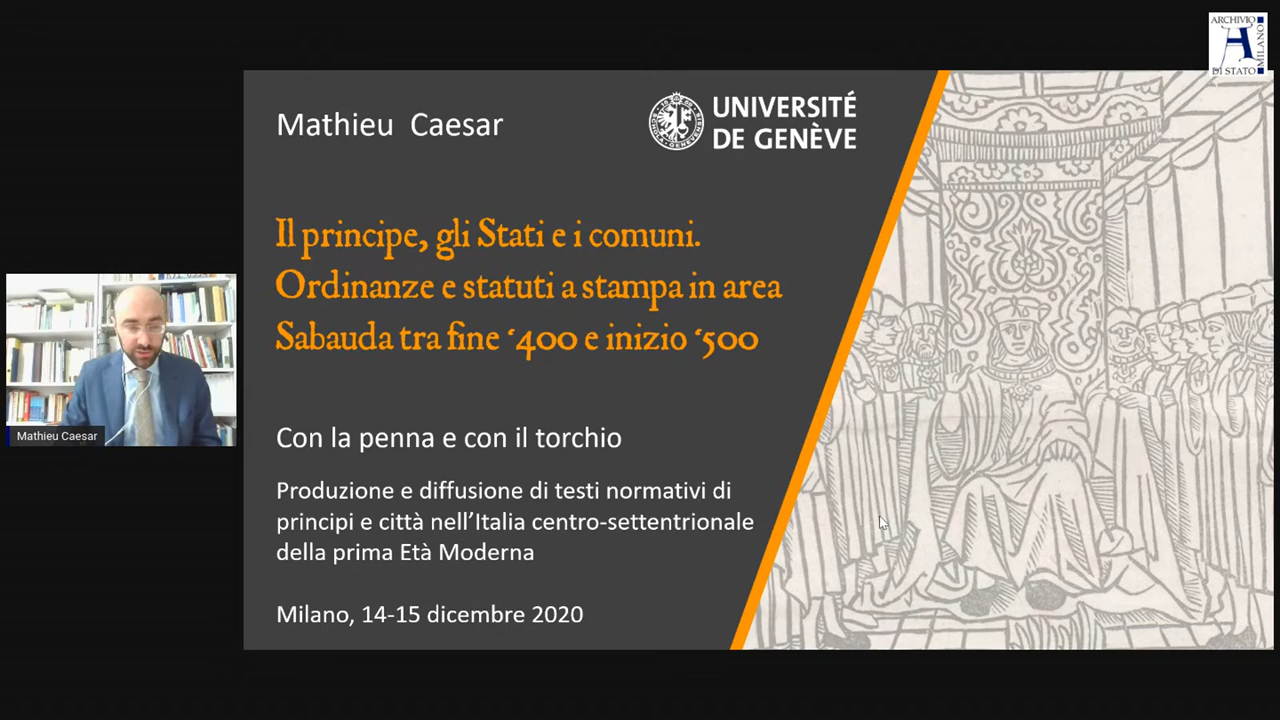 ARCHIVIO
MILANO
DI STATO
Mathieu Caesar
UNIVERSITÉ
DE GENÈVE
Il principe, gli Stati e i comuni.
Ordinanze e statuti a stampa in area
Sabauda tra fine ‘400 e inizio ‘500
Mathieu Caesar
Con la penna e con il torchio
Produzione e diffusione di testi normativi di
principi e città nell’Italia centro-settentrionale
della prima Età Moderna
Milano, 14-15 dicembre 2020